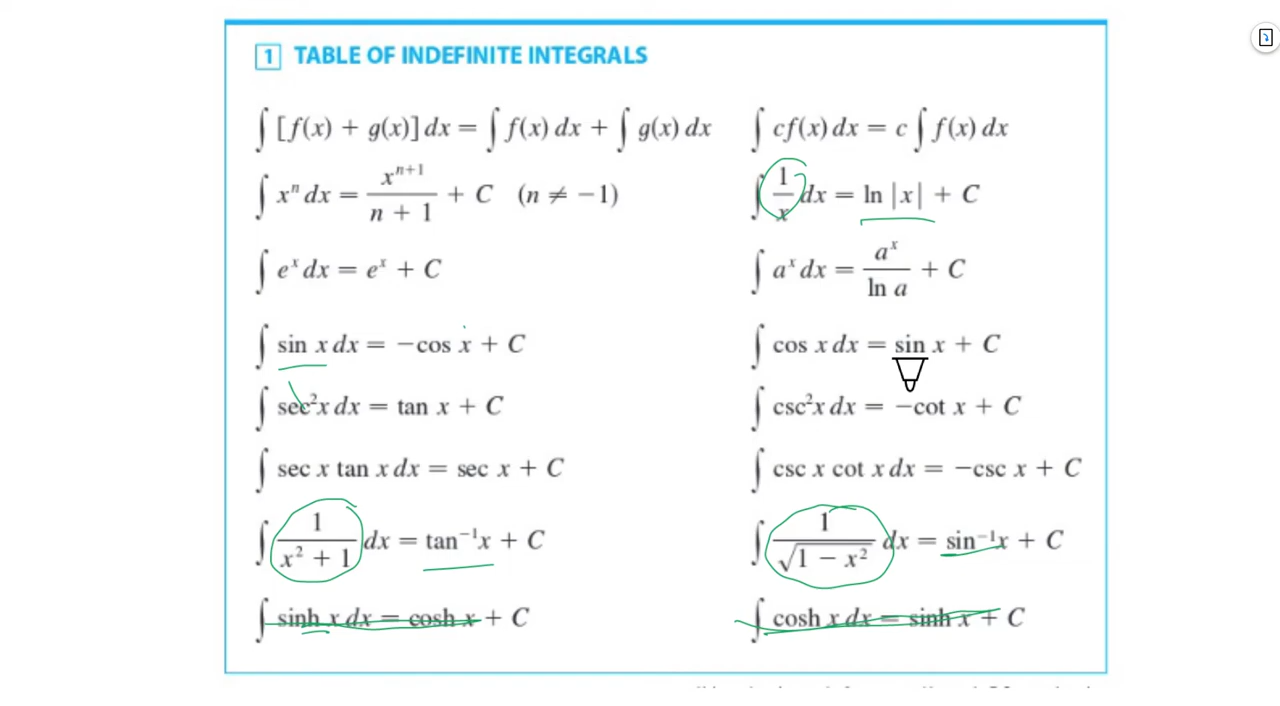 1 TABLE OF INDEFINITE INTEGRALS
∫ [f(x) + g(x)] dx = ∫ f(x) dx + ∫ g(x) dx
∫ cf(x) dx = c ∫ f(x) dx
∫ xⁿ dx = xⁿ⁺¹/(n + 1) + C (n ≠ −1)
∫ 1/x dx = ln |x| + C
∫ eˣ dx = eˣ + C
∫ aˣ dx = aˣ/ln a + C
∫ sin x dx = −cos x + C
∫ cos x dx = sin x + C
∫ sec²x dx = tan x + C
∫ csc²x dx = −cot x + C
∫ sec x tan x dx = sec x + C
∫ csc x cot x dx = −csc x + C
∫ 1/(x² + 1) dx = tan⁻¹x + C
∫ 1/√(1 − x²) dx = sin⁻¹x + C
∫ sinh x dx = cosh x + C
∫ cosh x dx = sinh x + C